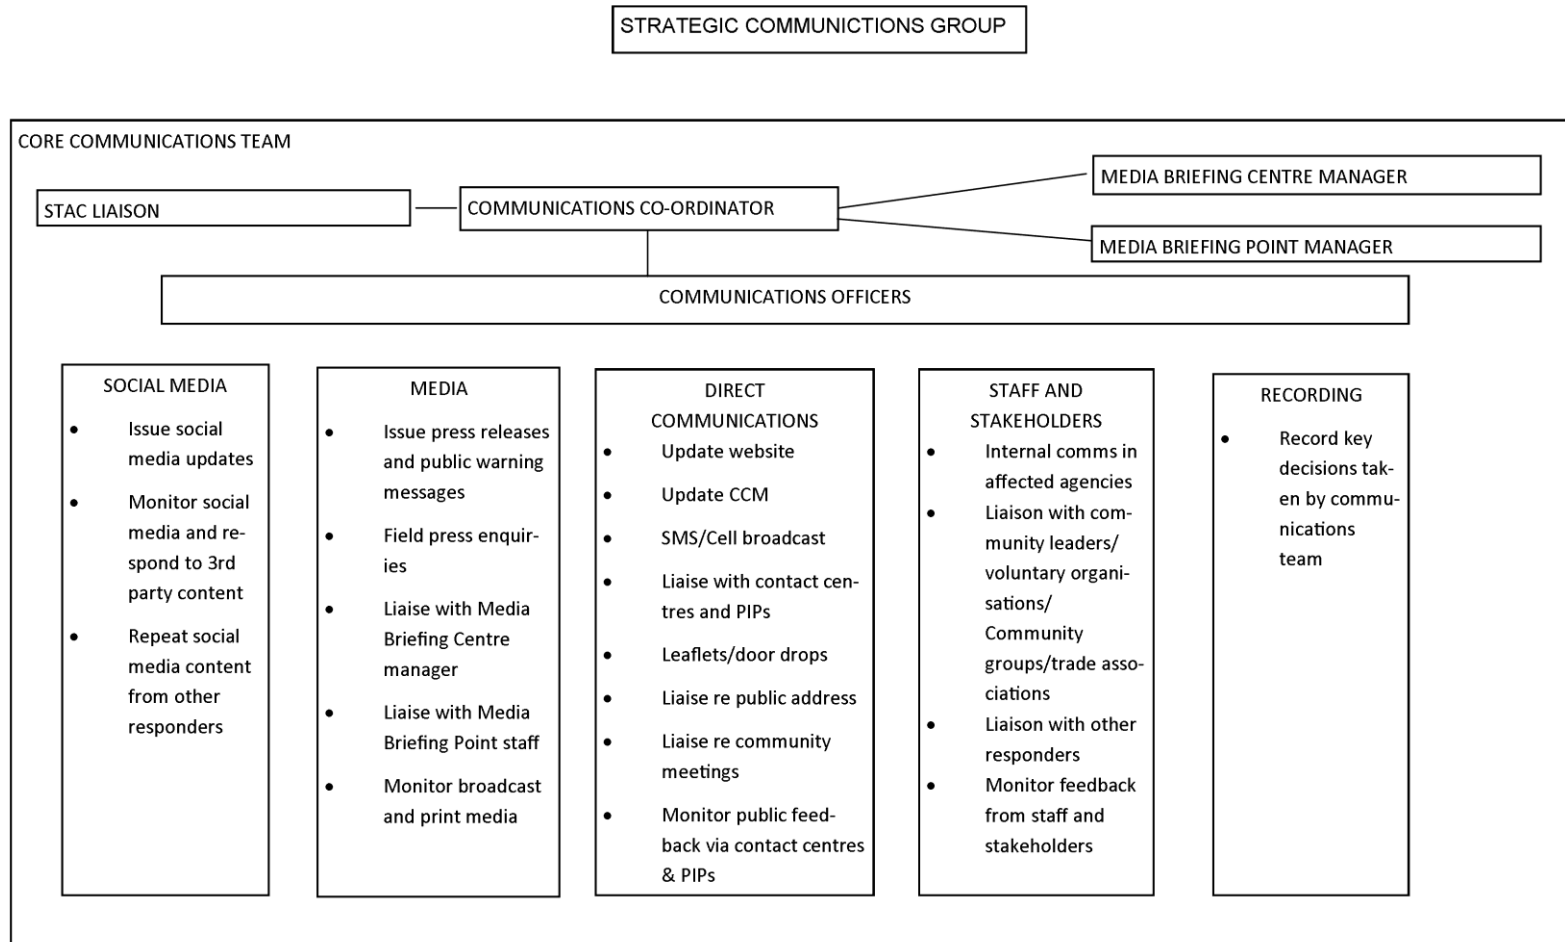 STRATEGIC COMMUNICTIONS GROUP
CORE COMMUNICATIONS TEAM
STAC LIAISON
COMMUNICATIONS CO-ORDINATOR
MEDIA BRIEFING CENTRE MANAGER
MEDIA BRIEFING POINT MANAGER
COMMUNICATIONS OFFICERS
SOCIAL MEDIA
• Issue social
media updates
• Monitor social
media and re-
spond to 3rd
party content
• Repeat social
media content
from other
responders
MEDIA
• Issue press releases
and public warning
messages
• Field press enquir-
ies
• Liaise with Media
Briefing Centre
manager
• Liaise with Media
Briefing Point staff
• Monitor broadcast
and print media
DIRECT
COMMUNICATIONS
• Update website
• Update CCM
• SMS/Cell broadcast
• Liaise with contact cen-
tres and PIPs
• Leaflets/door drops
• Liaise re public address
• Liaise re community
meetings
• Monitor public feed-
back via contact centres
& PIPs
STAFF AND
STAKEHOLDERS
• Internal comms in
affected agencies
• Liaison with com-
munity leaders/
voluntary organi-
sations/
Community
groups/trade asso-
ciations
• Liaison with other
responders
• Monitor feedback
from staff and
stakeholders
RECORDING
• Record key
decisions tak-
en by commu-
nications
team